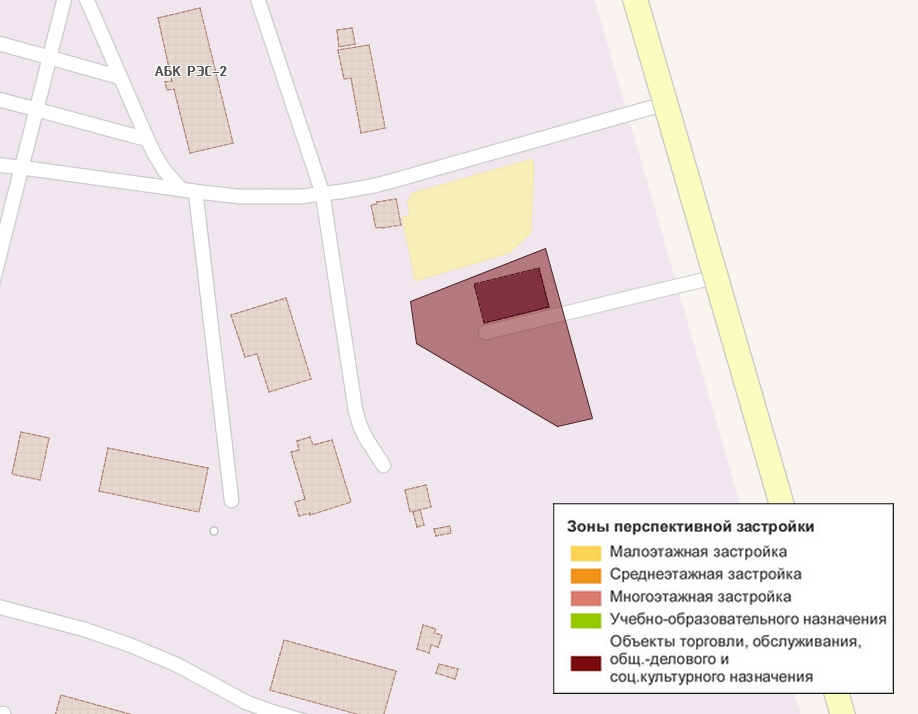 АБК РЭС-2
Зоны перспективной застройки
Малоэтажная застройка
Среднеэтажная застройка
Многоэтажная застройка
Учебно-образовательного назначения
Объекты торговли, обслуживания,
общ.-делового и
соц.культурного назначения